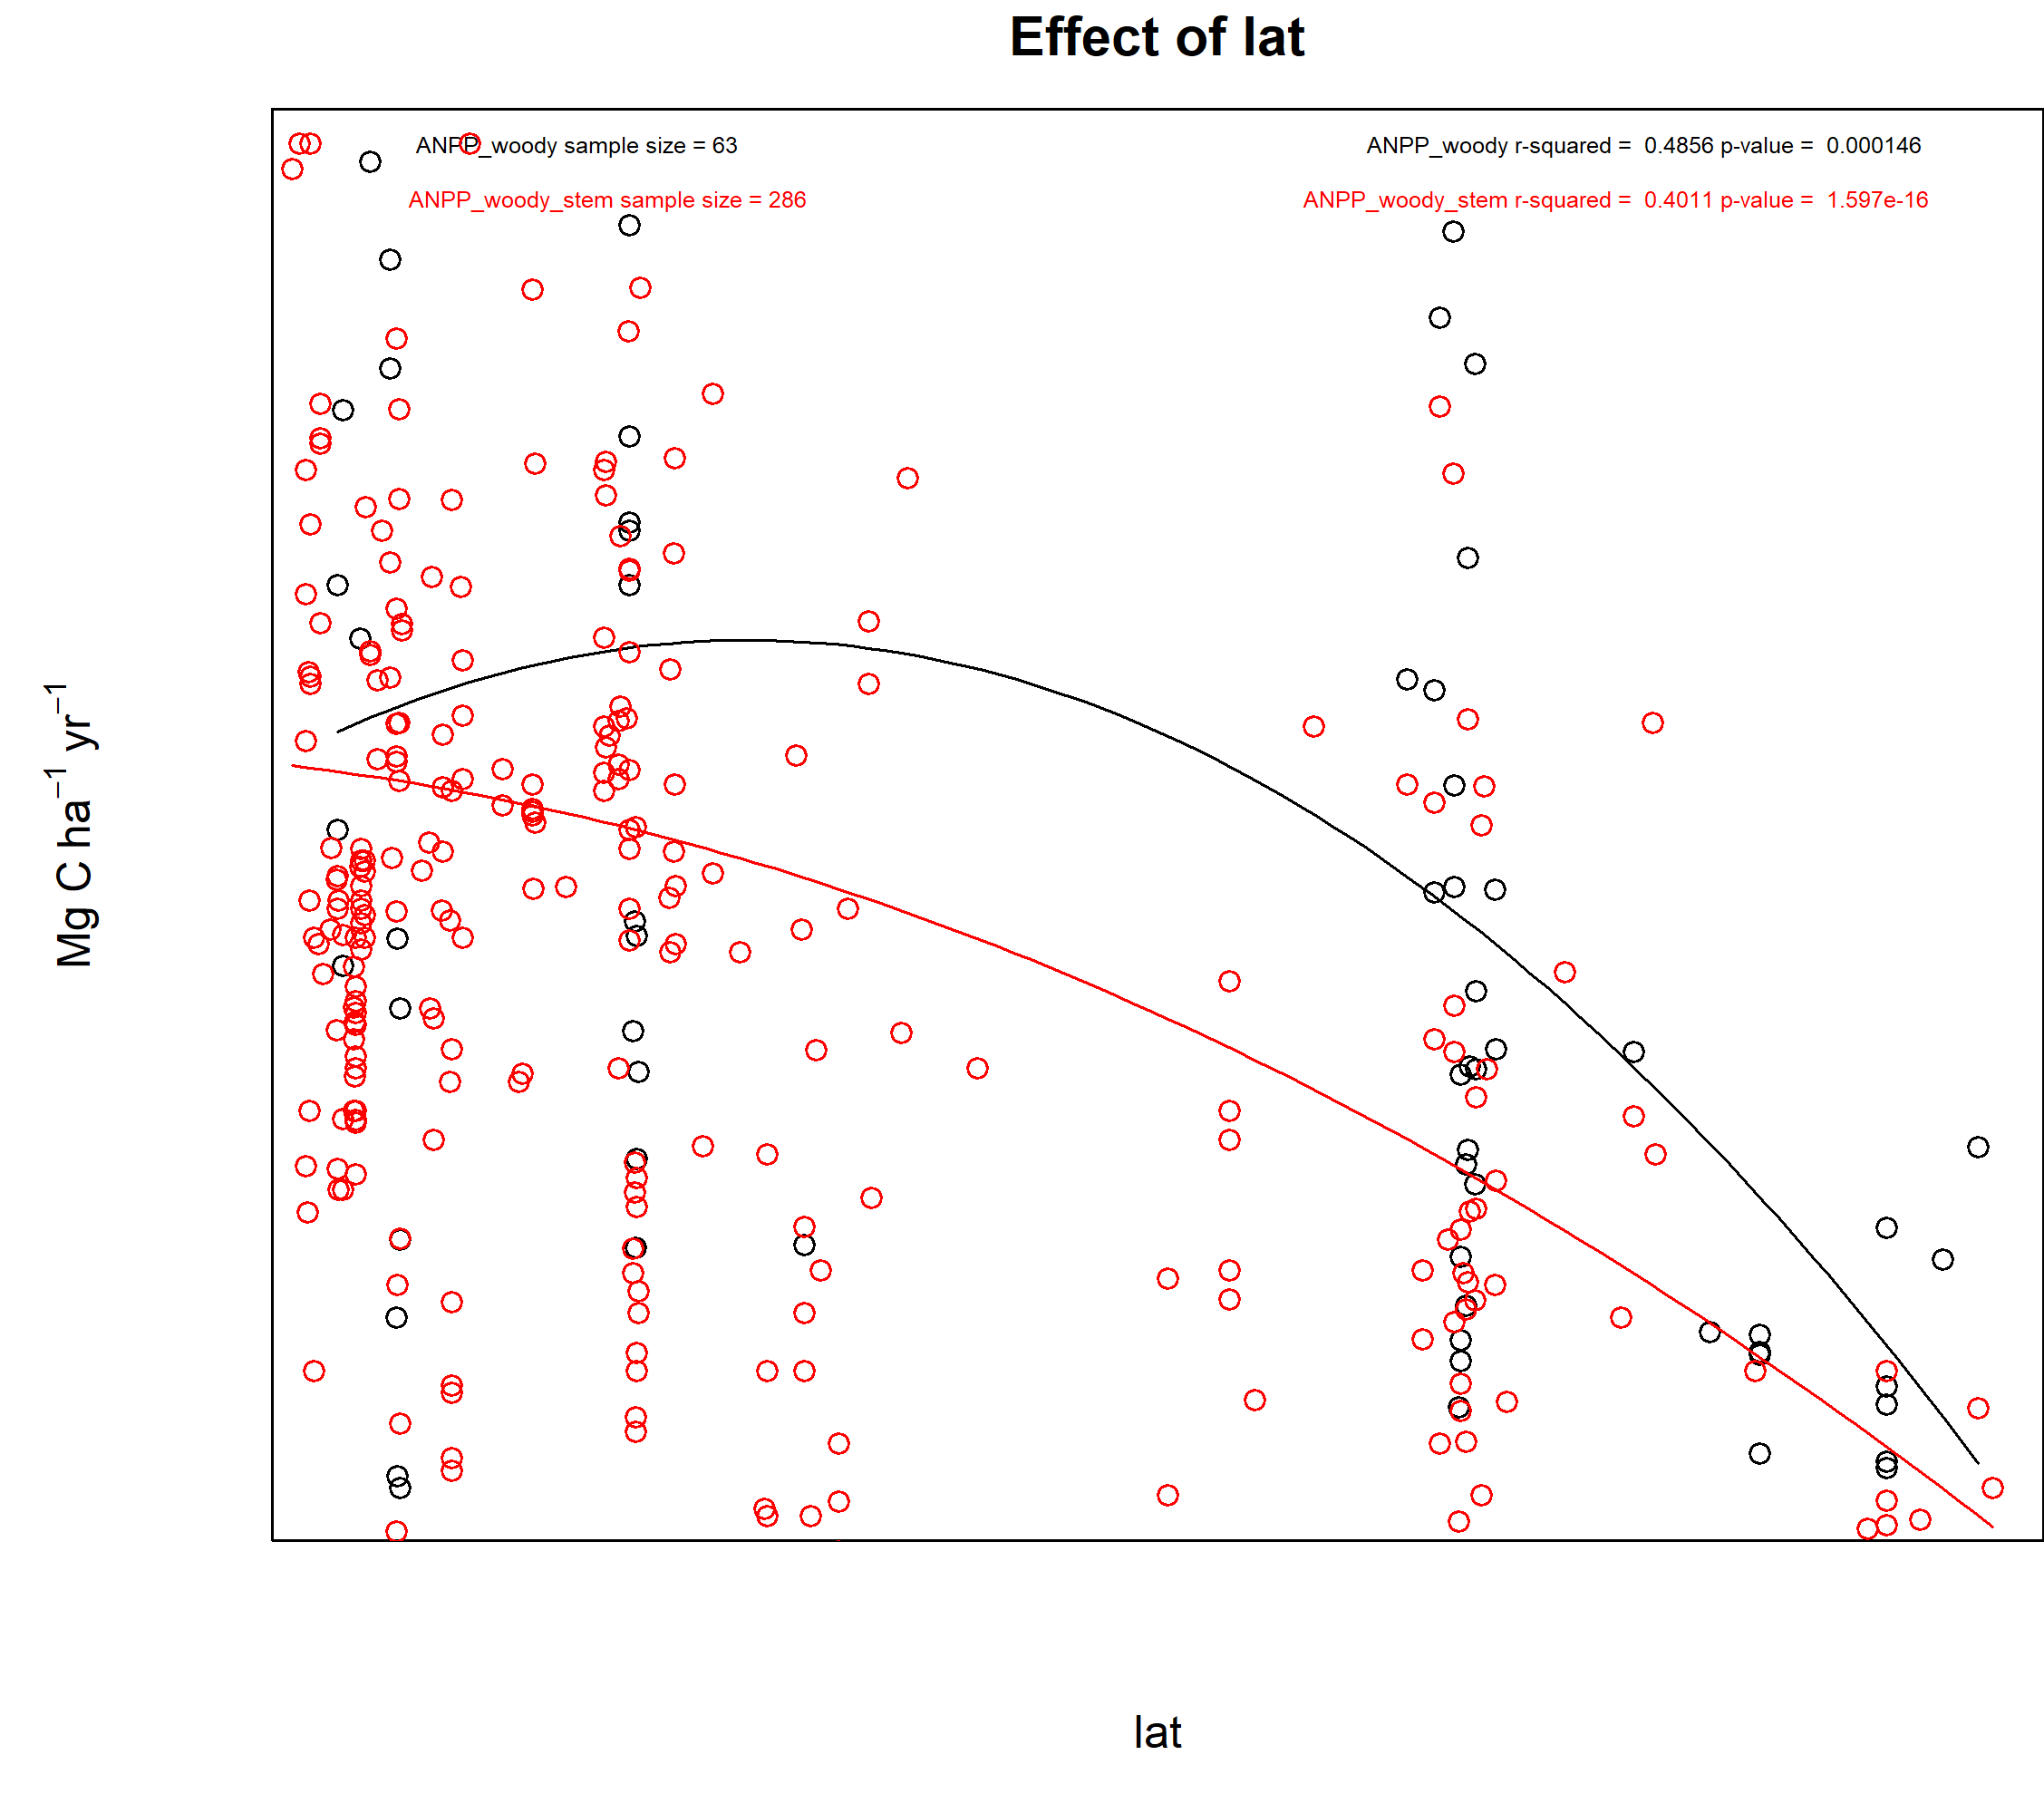 Effect of lat
ANPP_woody sample size = 63
ANPP_woody r-squared = 0.4856 p-value = 0.000146
ANPP_woody_stem sample size = 286
ANPP_woody_stem r-squared = 0.4011 p-value = 1.597e-16
Mg C ha⁻¹ yr⁻¹
lat